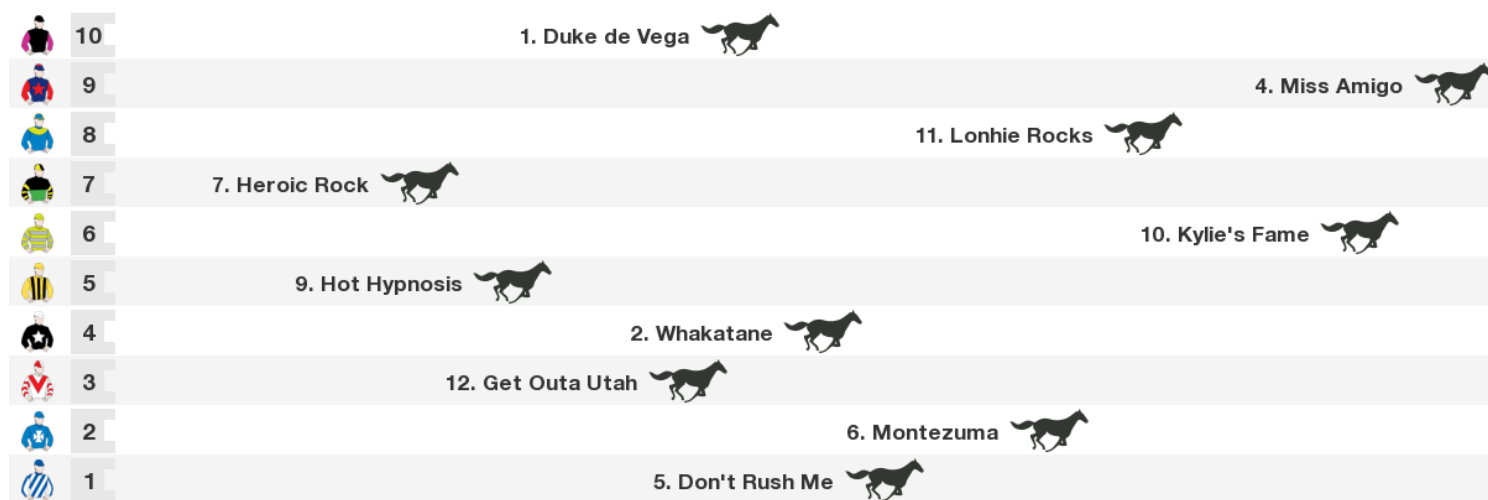 10 1. Duke de Vega
9 4. Miss Amigo
8 11. Lonhie Rocks
7 7. Heroic Rock
6 10. Kylie's Fame
5 9. Hot Hypnosis
4 2. Whakatane
3 12. Get Outa Utah
2 6. Montezuma
1 5. Don't Rush Me